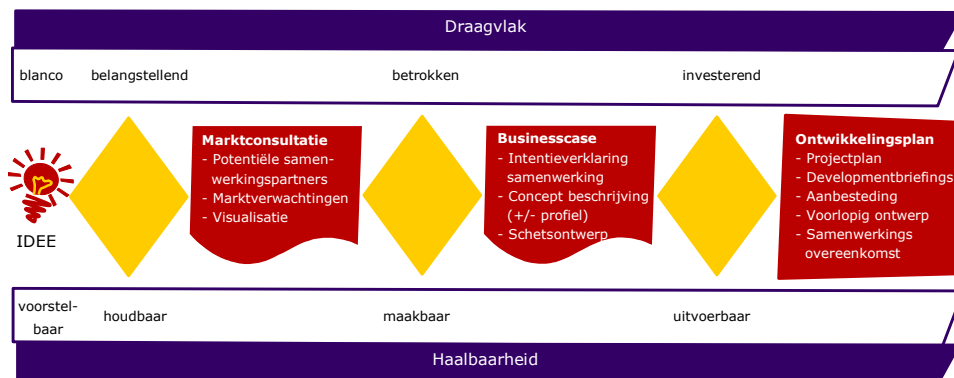 Draagvlak
blanco
belangstellend
betrokken
investerend
IDEE
Marktconsultatie
- Potentiële samen-
werkingspartners
- Marktverwachtingen
- Visualisatie
Businesscase
- Intentieverklaring
samenwerking
- Concept beschrijving
(+/- profiel)
- Schetsontwerp
Ontwikkelingsplan
- Projectplan
- Developmentbriefings
- Aanbesteding
- Voorlopig ontwerp
- Samenwerkings
overeenkomst
voorstel-
baar
houdbaar
maakbaar
uitvoerbaar
Haalbaarheid